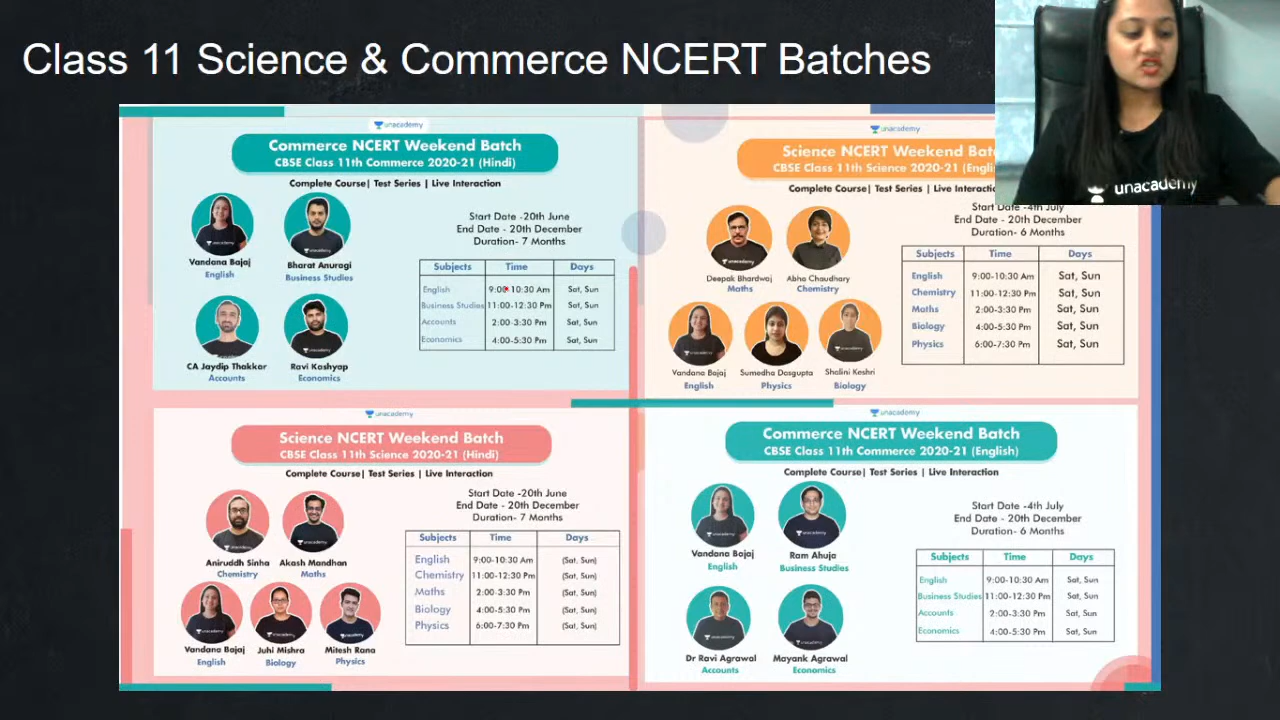 Class 11 Science & Commerce NCERT Batches
unacademy
Commerce NCERT Weekend Batch
CBSE Class 11th Commerce 2020-21 (Hindi)
Complete Course| Test Series | Live Interaction
Vandana Bajaj
English
Bharat Anuragi
Business Studies
CA Jaydip Thakkar
Accounts
Ravi Kashyap
Economics
Start Date -20th June
End Date - 20th December
Duration- 7 Months
Subjects Time Days
English 9:00-10:30 Am Sat, Sun
Business Studies 11:00-12:30 Pm Sat, Sun
Accounts 2:00-3:30 Pm Sat, Sun
Economics 4:00-5:30 Pm Sat, Sun
unacademy
Science NCERT Weekend
CBSE Class 11th Science 2020-21
Complete Course| Test Series | Live
Deepak Bhardwaj
Maths
Abha Chaudhary
Chemistry
Vandana Bajaj
English
Sumedha Dasgupta
Physics
Shalini Keshri
Biology
Start Date -4th July
End Date - 20th December
Duration- 6 Months
Subjects Time Days
English 9:00-10:30 Am Sat, Sun
Chemistry 11:00-12:30 Pm Sat, Sun
Maths 2:00-3:30 Pm Sat, Sun
Biology 4:00-5:30 Pm Sat, Sun
Physics 6:00-7:30 Pm Sat, Sun
unacademy
unacademy
Science NCERT Weekend Batch
CBSE Class 11th Science 2020-21 (Hindi)
Complete Course| Test Series | Live Interaction
Aniruddh Sinha
Chemistry
Akash Mandhan
Maths
Vandana Bajaj
English
Juhi Mishra
Biology
Mitesh Rana
Physics
Start Date -20th June
End Date - 20th December
Duration- 7 Months
Subjects Time Days
English 9:00-10:30 Am (Sat, Sun)
Chemistry 11:00-12:30 Pm (Sat, Sun)
Maths 2:00-3:30 Pm (Sat, Sun)
Biology 4:00-5:30 Pm (Sat, Sun)
Physics 6:00-7:30 Pm (Sat, Sun)
unacademy
Commerce NCERT Weekend Batch
CBSE Class 11th Commerce 2020-21 (English)
Complete Course| Test Series | Live Interaction
Vandana Bajaj
English
Ram Ahuja
Business Studies
Dr Ravi Agrawal
Accounts
Mayank Agrawal
Economics
Start Date -4th July
End Date - 20th December
Duration- 6 Months
Subjects Time Days
English 9:00-10:30 Am Sat, Sun
Business Studies 11:00-12:30 Pm Sat, Sun
Accounts 2:00-3:30 Pm Sat, Sun
Economics 4:00-5:30 Pm Sat, Sun